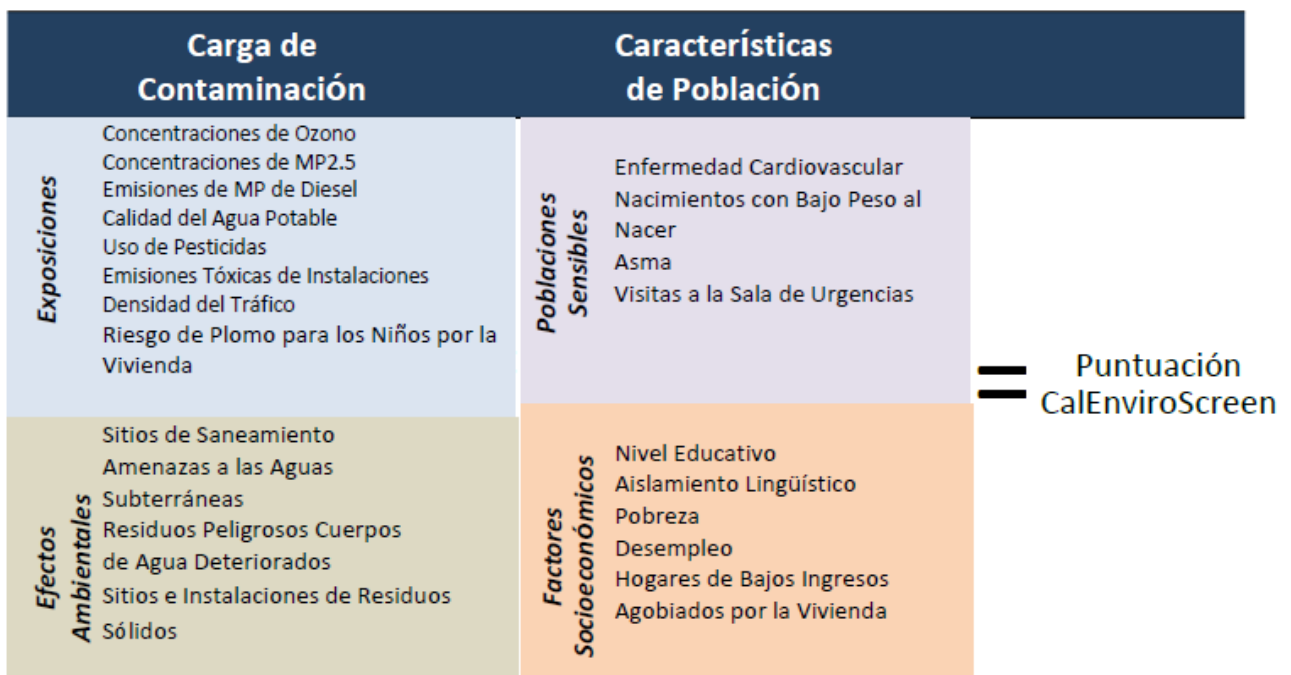 Carga de
Contaminación
Características
de Población
Exposiciones
Concentraciones de Ozono
Concentraciones de MP2.5
Emisiones de MP de Diesel
Calidad del Agua Potable
Uso de Pesticidas
Emisiones Tóxicas de Instalaciones
Densidad del Tráfico
Riesgo de Plomo para los Niños por la
Vivienda
Poblaciones
Sensibles
Enfermedad Cardiovascular
Nacimientos con Bajo Peso al
Nacer
Asma
Visitas a la Sala de Urgencias
Efectos
Ambientales
Sitios de Saneamiento
Amenazas a las Aguas
Subterráneas
Residuos Peligrosos Cuerpos
de Agua Deteriorados
Sitios e Instalaciones de Residuos
Sólidos
Factores
Socioeconómicos
Nivel Educativo
Aislamiento Lingüístico
Pobreza
Desempleo
Hogares de Bajos Ingresos
Agobiados por la Vivienda
= Puntuación
CalEnviroScreen